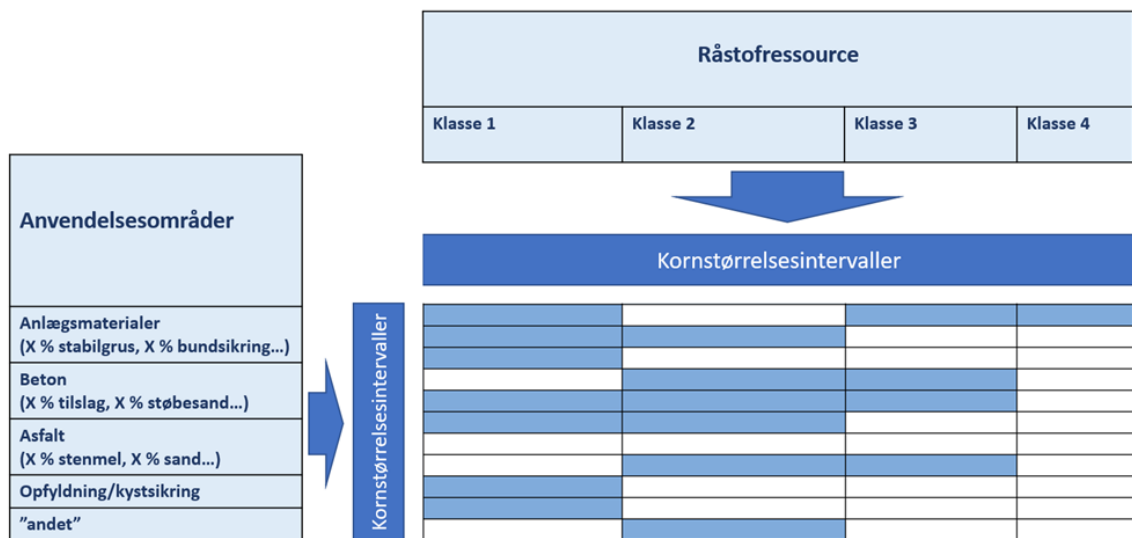 Råstofressource
Klasse 1
Klasse 2
Klasse 3
Klasse 4
Kornstørrelsesintervaller
Anvendelsesområder
Anlægsmaterialer
(X % stabilgrus, X % bundsikring...)
Beton
(X % tilslag, X % støbesand...)
Asfalt
(X % stenmel, X % sand...)
Opfyldning/kystsikring
”andet”
Kornstørrelsesintervaller